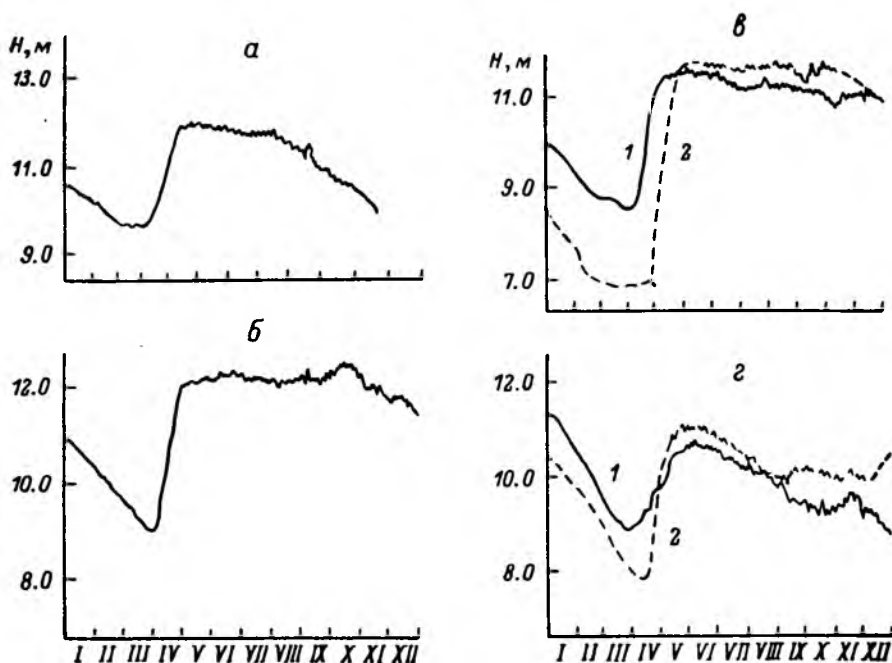 а
H, м
13.0
11.0
9.0
б
12.0
10.0
8.0
I II III IV V VI VII VIII IX X XI XII
в
H, м
11.0
9.0
7.0
1
2
г
12.0
10.0
8.0
1
2
I II III IV V VI VII VIII IX X XI XII